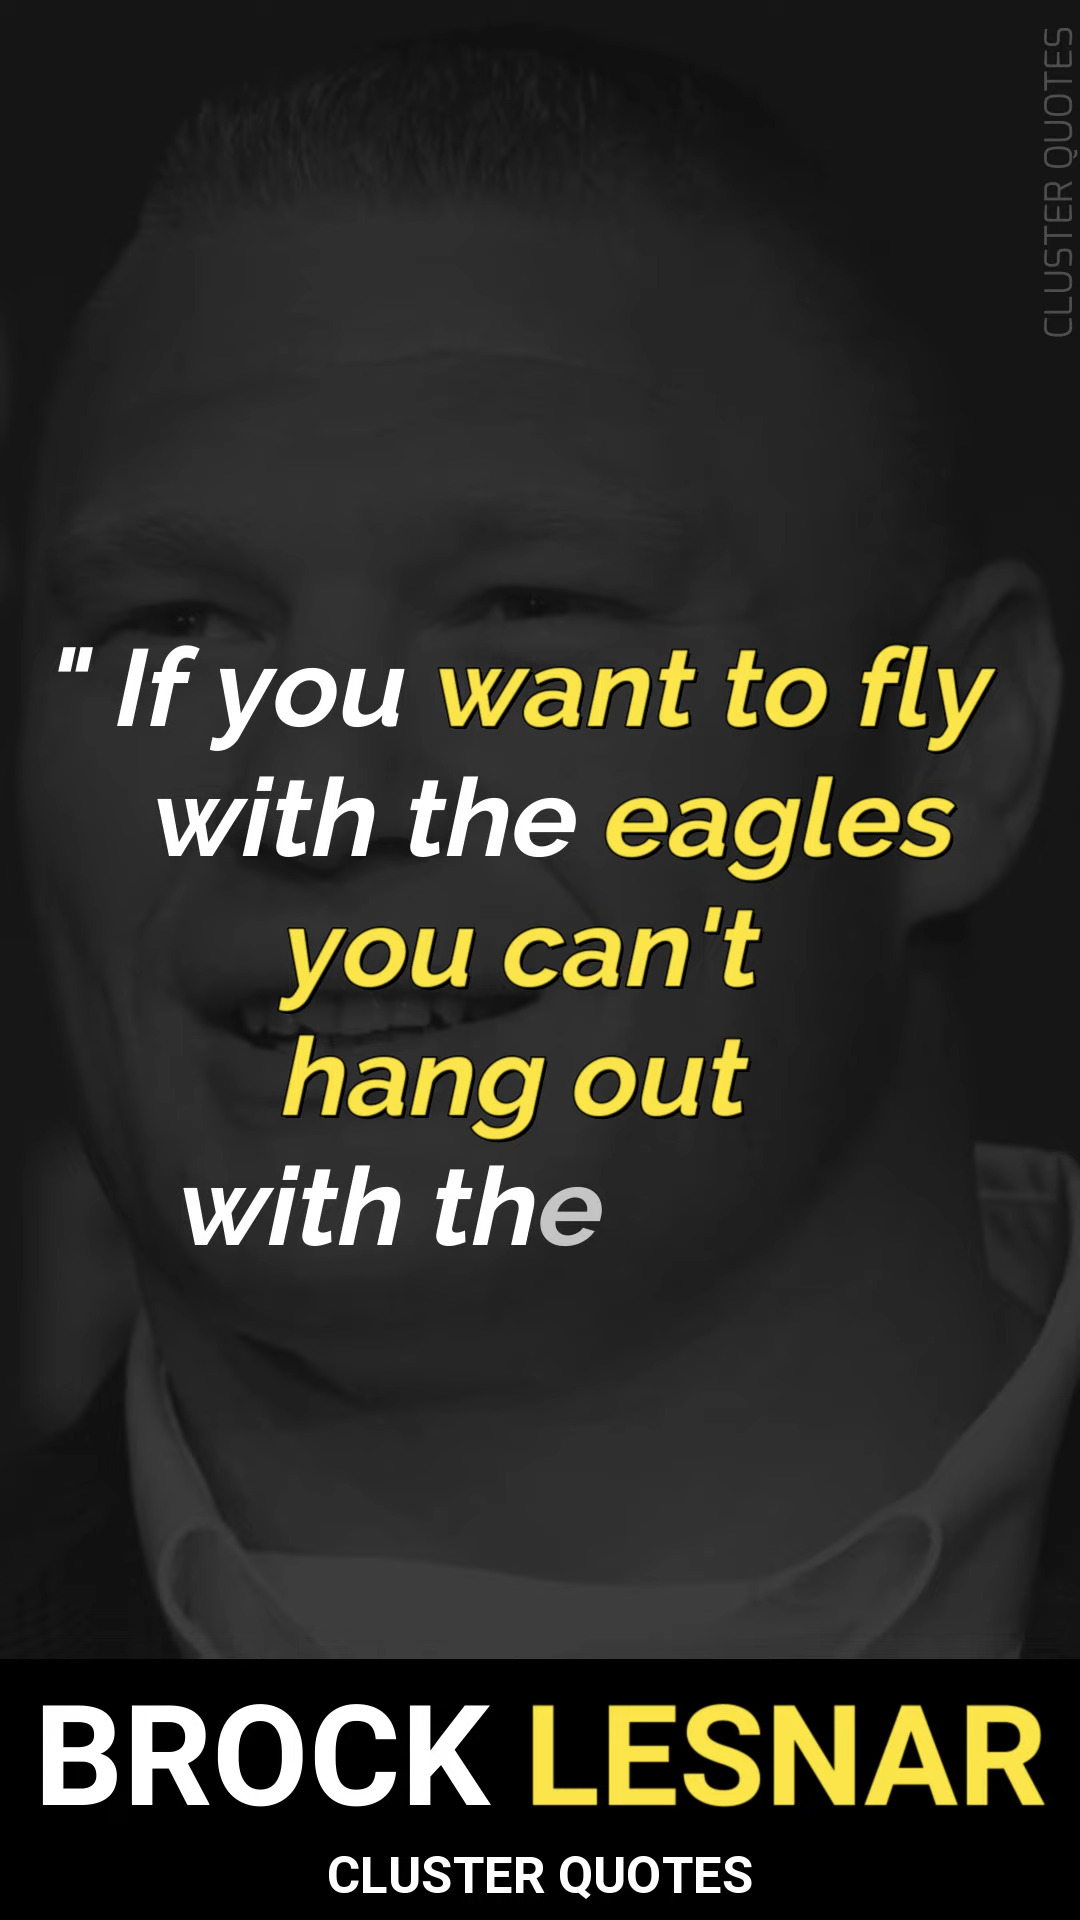 CLUSTER QUOTES
" If you want to fly
with the eagles
you can't
hang out
with the
BROCK LESNAR
CLUSTER QUOTES